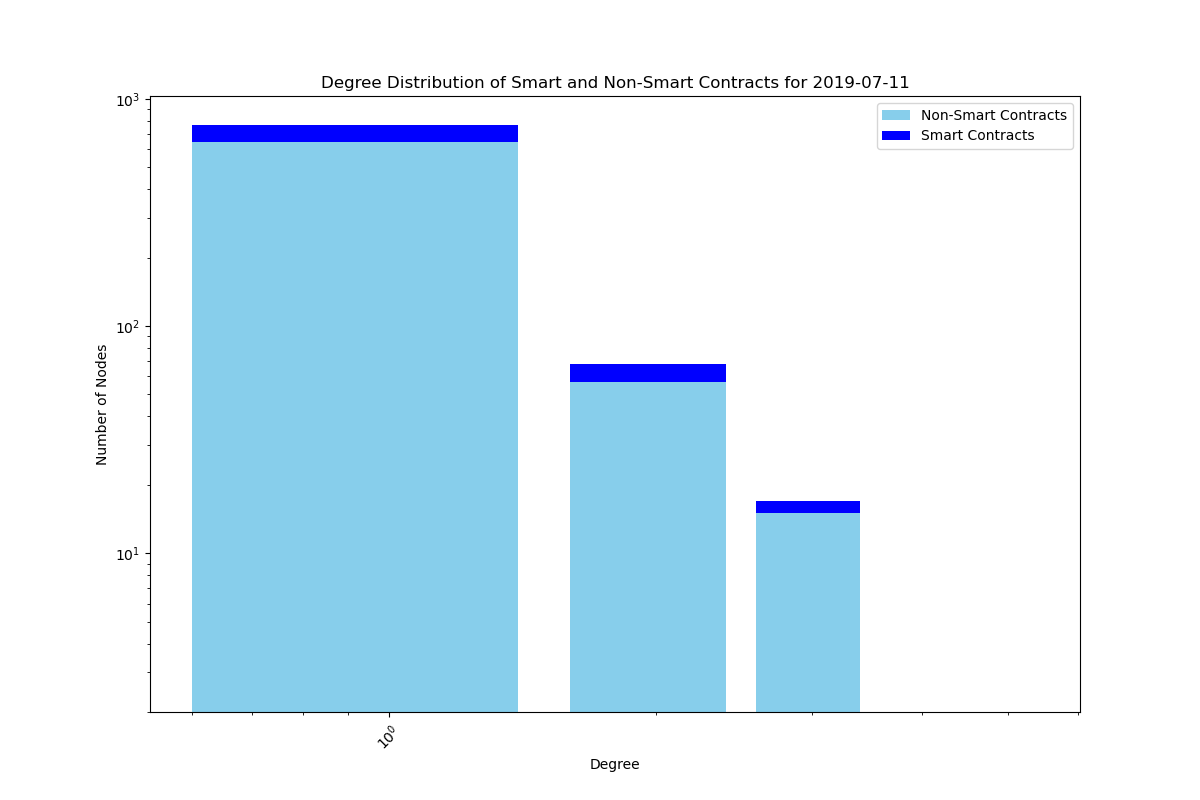 Degree Distribution of Smart and Non-Smart Contracts for 2019-07-11
Non-Smart Contracts
Smart Contracts
Number of Nodes
10³
10²
10¹
10⁰
Degree